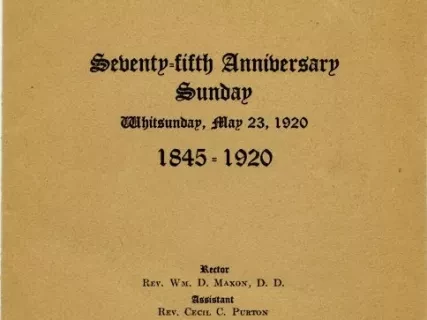 Seventy-fifth Anniversary
Sunday
Whitsunday, May 23, 1920
1845-1920
Rector
Rev. Wm. D. Maxon, D. D.
Assistant
Rev. Cecil C. Purton